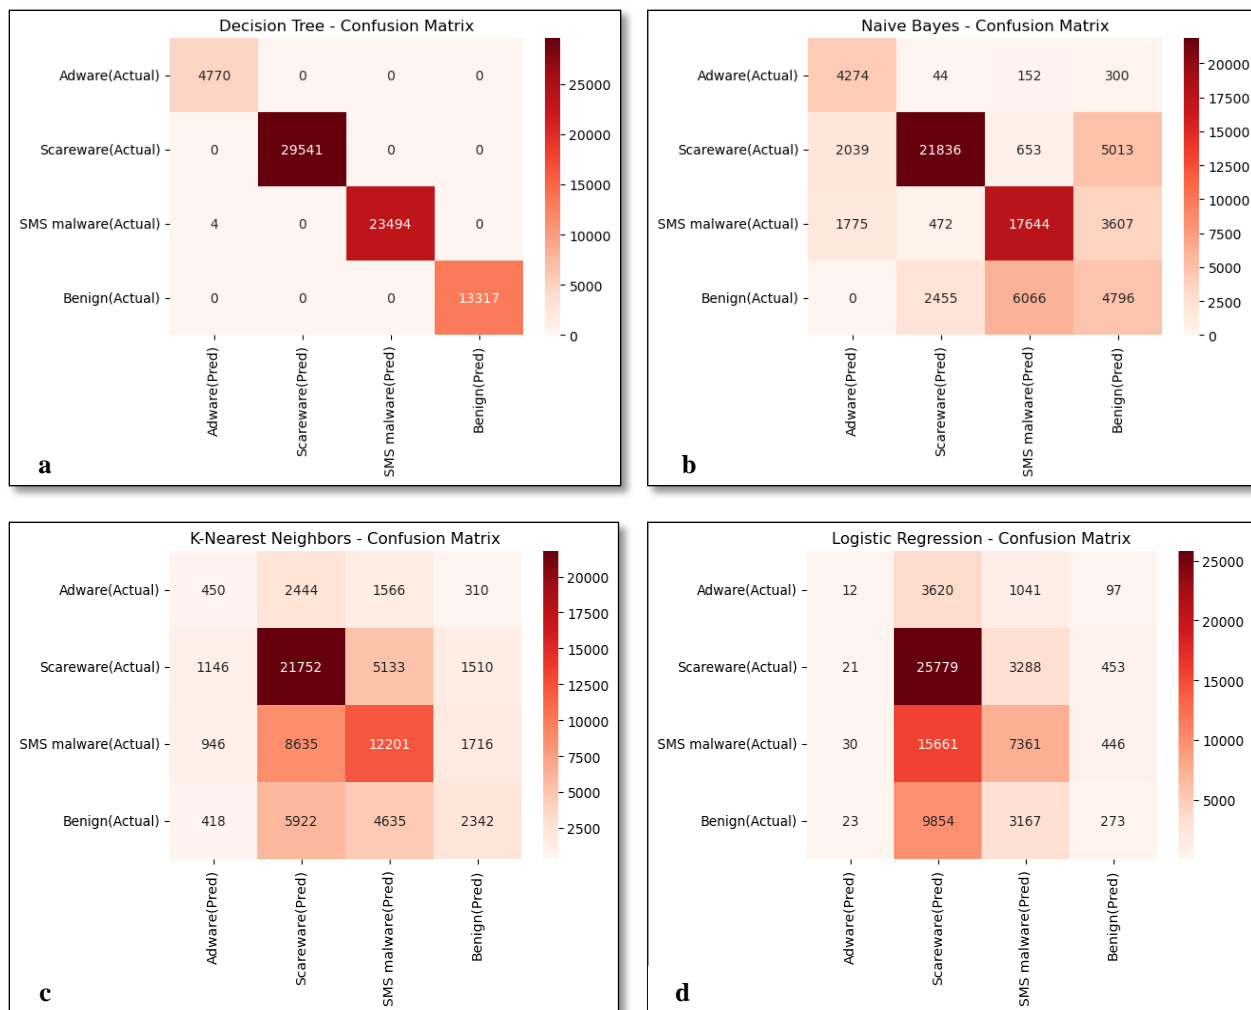 Decision Tree - Confusion Matrix
Adware(Actual) 4770 0 0 0
Scareware(Actual) 0 29541 0 0
SMS malware(Actual) 4 0 23494 0
Benign(Actual) 0 0 0 13317
Adware(Pred) Scareware(Pred) SMS malware(Pred) Benign(Pred)
25000
20000
15000
10000
5000
0
a
Naive Bayes - Confusion Matrix
Adware(Actual) 4274 44 152 300
Scareware(Actual) 2039 21836 653 5013
SMS malware(Actual) 1775 472 17644 3607
Benign(Actual) 0 2455 6066 4796
Adware(Pred) Scareware(Pred) SMS malware(Pred) Benign(Pred)
20000
17500
15000
12500
10000
7500
5000
2500
0
b
K-Nearest Neighbors - Confusion Matrix
Adware(Actual) 450 2444 1566 310
Scareware(Actual) 1146 21752 5133 1510
SMS malware(Actual) 946 8635 12201 1716
Benign(Actual) 418 5922 4635 2342
Adware(Pred) Scareware(Pred) SMS malware(Pred) Benign(Pred)
20000
17500
15000
12500
10000
7500
5000
2500
c
Logistic Regression - Confusion Matrix
Adware(Actual) 12 3620 1041 97
Scareware(Actual) 21 25779 3288 453
SMS malware(Actual) 30 15661 7361 446
Benign(Actual) 23 9854 3167 273
Adware(Pred) Scareware(Pred) SMS malware(Pred) Benign(Pred)
25000
20000
15000
10000
5000
d